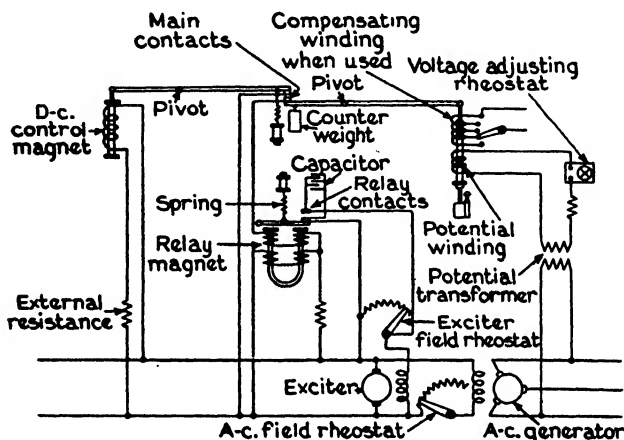 Main
contacts
Compensating
winding
when used
Pivot
Voltage adjusting
rheostat
D-c.
control
magnet
Pivot
Counter
weight
Capacitor
Relay
contacts
Spring
Relay
magnet
Potential
winding
Potential
transformer
External
resistance
Exciter
field rheostat
Exciter
A-c. field rheostat
A-c. generator